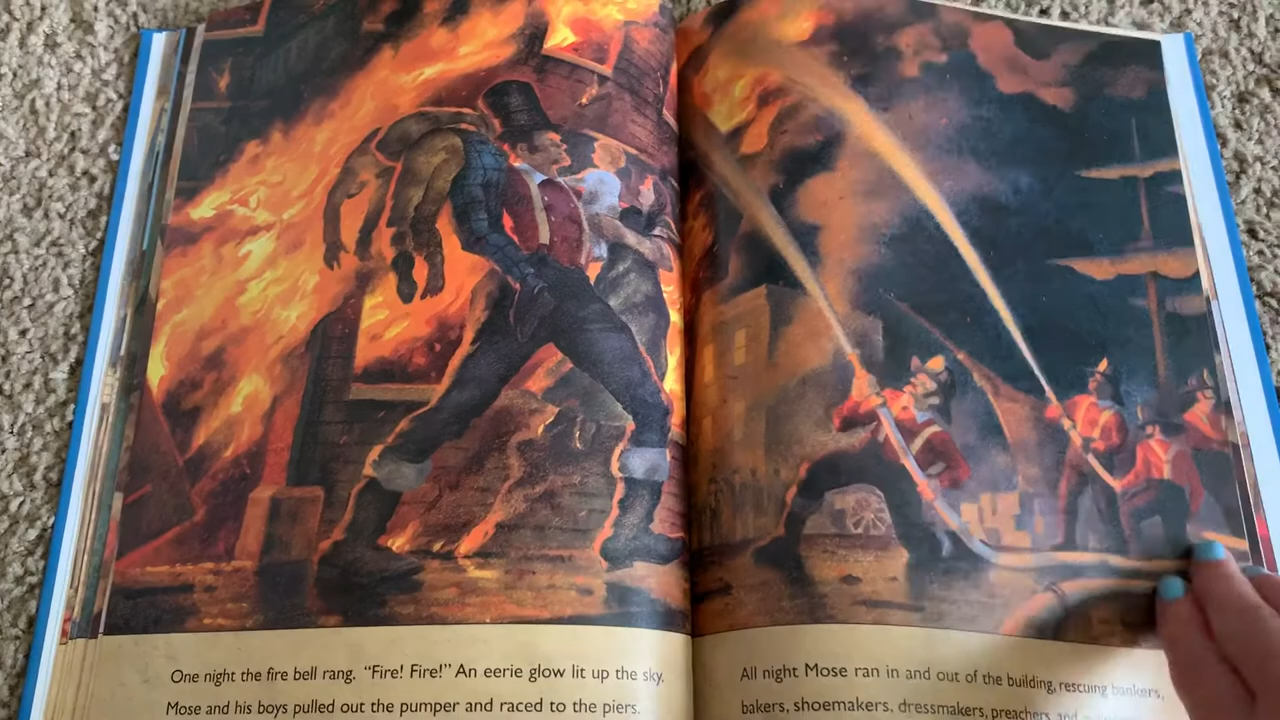 One night the fire bell rang. “Fire! Fire!” An eerie glow lit up the sky.
Mose and his boys pulled out the pumper and raced to the piers.
All night Mose ran in and out of the building, rescuing bankers,
bakers, shoemakers, dressmakers, preachers, and